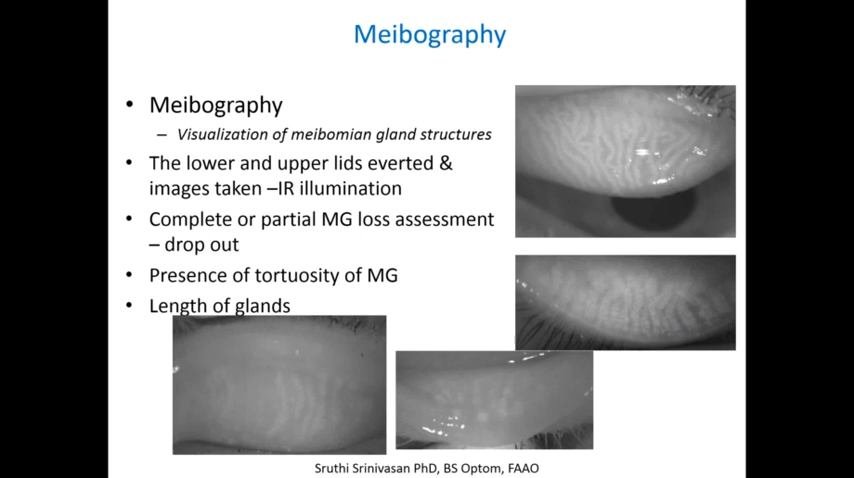 Meibography
• Meibography
– Visualization of meibomian gland structures
• The lower and upper lids everted &
images taken –IR illumination
• Complete or partial MG loss assessment
– drop out
• Presence of tortuosity of MG
• Length of glands
Sruthi Srinivasan PhD, BS Optom, FAAO